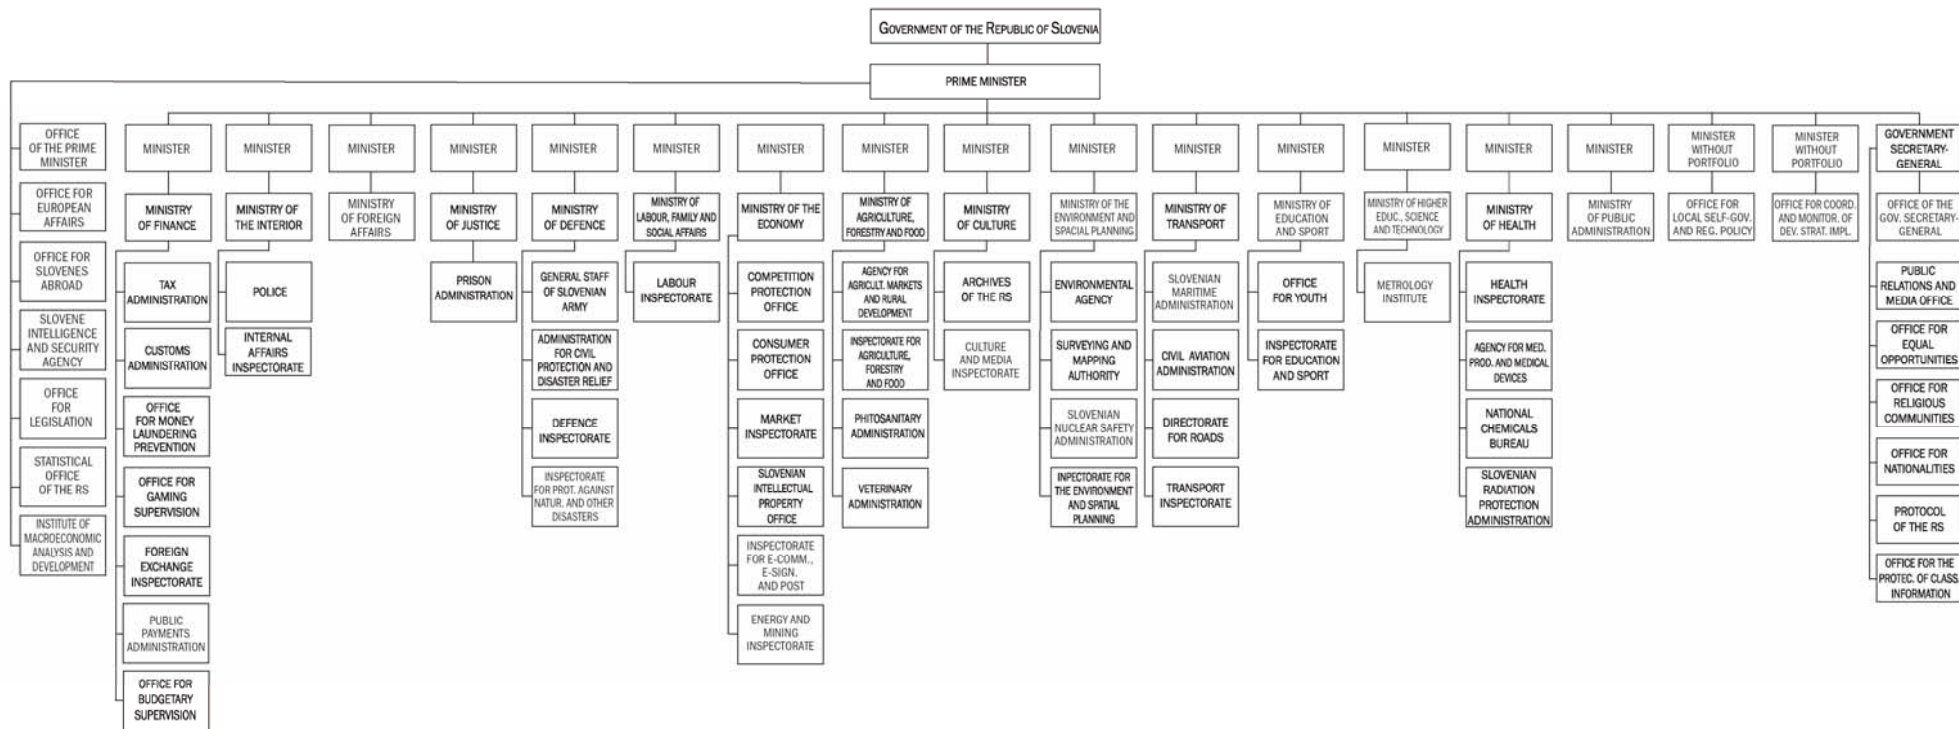 GOVERNMENT OF THE REPUBLIC OF SLOVENIA
PRIME MINISTER
OFFICE
OF THE PRIME
MINISTER
OFFICE FOR
EUROPEAN
AFFAIRS
OFFICE FOR
SLOVENES
ABROAD
SLOVENE
INTELLIGENCE
AND SECURITY
AGENCY
OFFICE
FOR
LEGISLATION
STATISTICAL
OFFICE
OF THE RS
INSTITUTE OF
MACROECONOMIC
ANALYSIS AND
DEVELOPMENT
MINISTER
MINISTRY
OF FINANCE
TAX
ADMINISTRATION
CUSTOMS
ADMINISTRATION
OFFICE
FOR MONEY
LAUNDERING
PREVENTION
OFFICE FOR
GAMING
SUPERVISION
FOREIGN
EXCHANGE
INSPECTORATE
PUBLIC
PAYMENTS
ADMINISTRATION
OFFICE FOR
BUDGETARY
SUPERVISION
MINISTER
MINISTRY OF
THE INTERIOR
POLICE
INTERNAL
AFFAIRS
INSPECTORATE
MINISTER
MINISTRY
OF FOREIGN
AFFAIRS
MINISTER
MINISTRY
OF JUSTICE
PRISON
ADMINISTRATION
MINISTER
MINISTRY
OF DEFENCE
GENERAL STAFF
OF SLOVENIAN
ARMY
ADMINISTRATION
FOR CIVIL
PROTECTION AND
DISASTER RELIEF
DEFENCE
INSPECTORATE
INSPECTORATE
FOR PROT. AGAINST
NATUR. AND OTHER
DISASTERS
MINISTER
MINISTRY OF
LABOUR, FAMILY AND
SOCIAL AFFAIRS
LABOUR
INSPECTORATE
MINISTER
MINISTRY OF THE
ECONOMY
COMPETITION
PROTECTION
OFFICE
CONSUMER
PROTECTION
OFFICE
MARKET
INSPECTORATE
SLOVENIAN
INTELLECTUAL
PROPERTY
OFFICE
INSPECTORATE
FOR E-COMM.,
E-SIGN.
AND POST
ENERGY AND
MINING
INSPECTORATE
MINISTER
MINISTRY OF
AGRICULTURE,
FORESTRY AND FOOD
AGENCY FOR
AGRICULT. MARKETS
AND RURAL
DEVELOPMENT
INSPECTORATE FOR
AGRICULTURE,
FORESTRY
AND FOOD
PHITOSANITARY
ADMINISTRATION
VETERINARY
ADMINISTRATION
MINISTER
MINISTRY
OF CULTURE
ARCHIVES
OF THE RS
CULTURE
AND MEDIA
INSPECTORATE
MINISTER
MINISTRY OF THE
ENVIRONMENT AND
SPACIAL PLANNING
ENVIRONMENTAL
AGENCY
SURVEYING AND
MAPPING
AUTHORITY
SLOVENIAN
NUCLEAR SAFETY
ADMINISTRATION
INPECTORATE FOR
THE ENVIRONMENT
AND SPATIAL
PLANNING
MINISTER
MINISTRY OF
TRANSPORT
SLOVENIAN
MARITIME
ADMINISTRATION
CIVIL AVIATION
ADMINISTRATION
DIRECTORATE
FOR ROADS
TRANSPORT
INSPECTORATE
MINISTER
MINISTRY OF
EDUCATION
AND SPORT
OFFICE
FOR YOUTH
INSPECTORATE
FOR EDUCATION
AND SPORT
MINISTER
MINISTRY OF HIGHER
EDUC., SCIENCE
AND TECHNOLOGY
METROLOGY
INSTITUTE
MINISTER
MINISTRY
OF HEALTH
HEALTH
INSPECTORATE
AGENCY FOR MED.
PROD. AND MEDICAL
DEVICES
NATIONAL
CHEMICALS
BUREAU
SLOVENIAN
RADIATION
PROTECTION
ADMINISTRATION
MINISTER
MINISTRY
OF PUBLIC
ADMINISTRATION
MINISTER
WITHOUT
PORTFOLIO
OFFICE FOR
LOCAL SELF-GOV.
AND REG. POLICY
MINISTER
WITHOUT
PORTFOLIO
OFFICE FOR COORD.
AND MONITOR. OF
DEV. STRAT. IMPL.
GOVERNMENT
SECRETARY-
GENERAL
OFFICE OF THE
GOV. SECRETARY-
GENERAL
PUBLIC
RELATIONS AND
MEDIA OFFICE
OFFICE FOR
EQUAL
OPPORTUNITIES
OFFICE FOR
RELIGIOUS
COMMUNITIES
OFFICE FOR
NATIONALITIES
PROTOCOL
OF THE RS
OFFICE FOR THE
PROTEC. OF CLASS.
INFORMATION